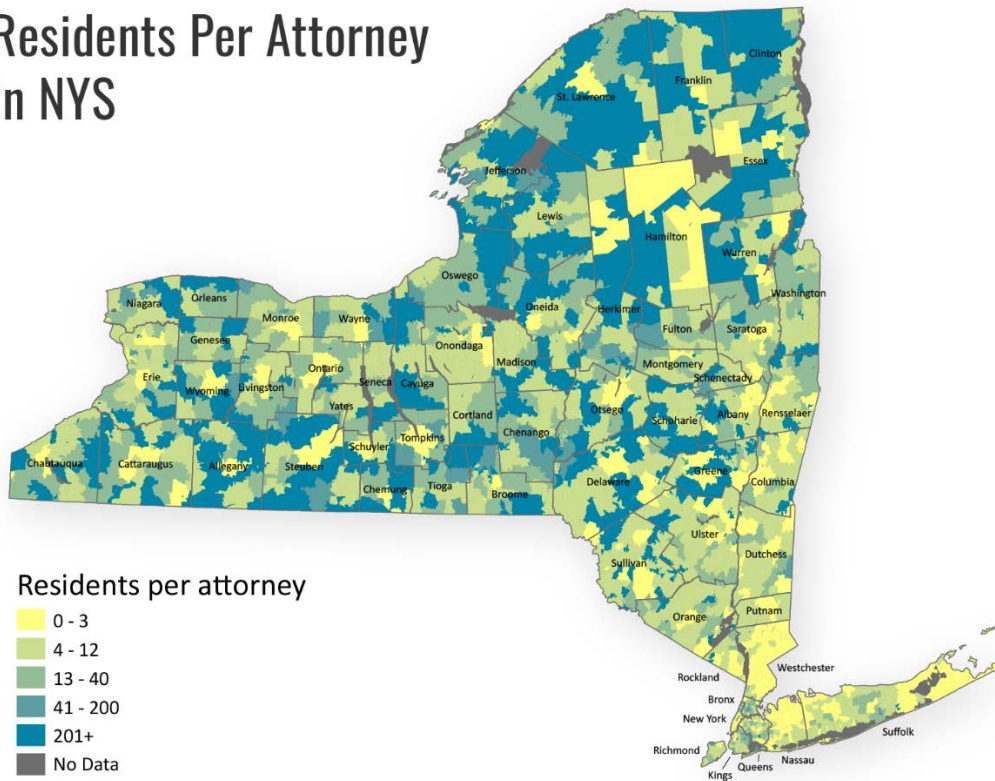 Residents Per Attorney
in NYS
Clinton
Franklin
St. Lawrence
Essex
Jefferson
Lewis
Hamilton
Warren
Oswego
Washington
Oneida
Herkimer
Niagara
Orleans
Monroe
Wayne
Fulton
Saratoga
Genesee
Onondaga
Madison
Montgomery
Ontario
Schenectady
Erie
Seneca
Cayuga
Wyoming
Livingston
Yates
Otsego
Schoharie
Albany
Rensselaer
Cortland
Chenango
Schuyler
Tompkins
Chautauqua
Cattaraugus
Allegany
Steuben
Greene
Delaware
Columbia
Chemung
Tioga
Broome
Ulster
Dutchess
Sullivan
Residents per attorney
0 - 3
4 - 12
13 - 40
41 - 200
201+
No Data
Orange
Putnam
Westchester
Rockland
Bronx
New York
Suffolk
Richmond
Nassau
Queens
Kings